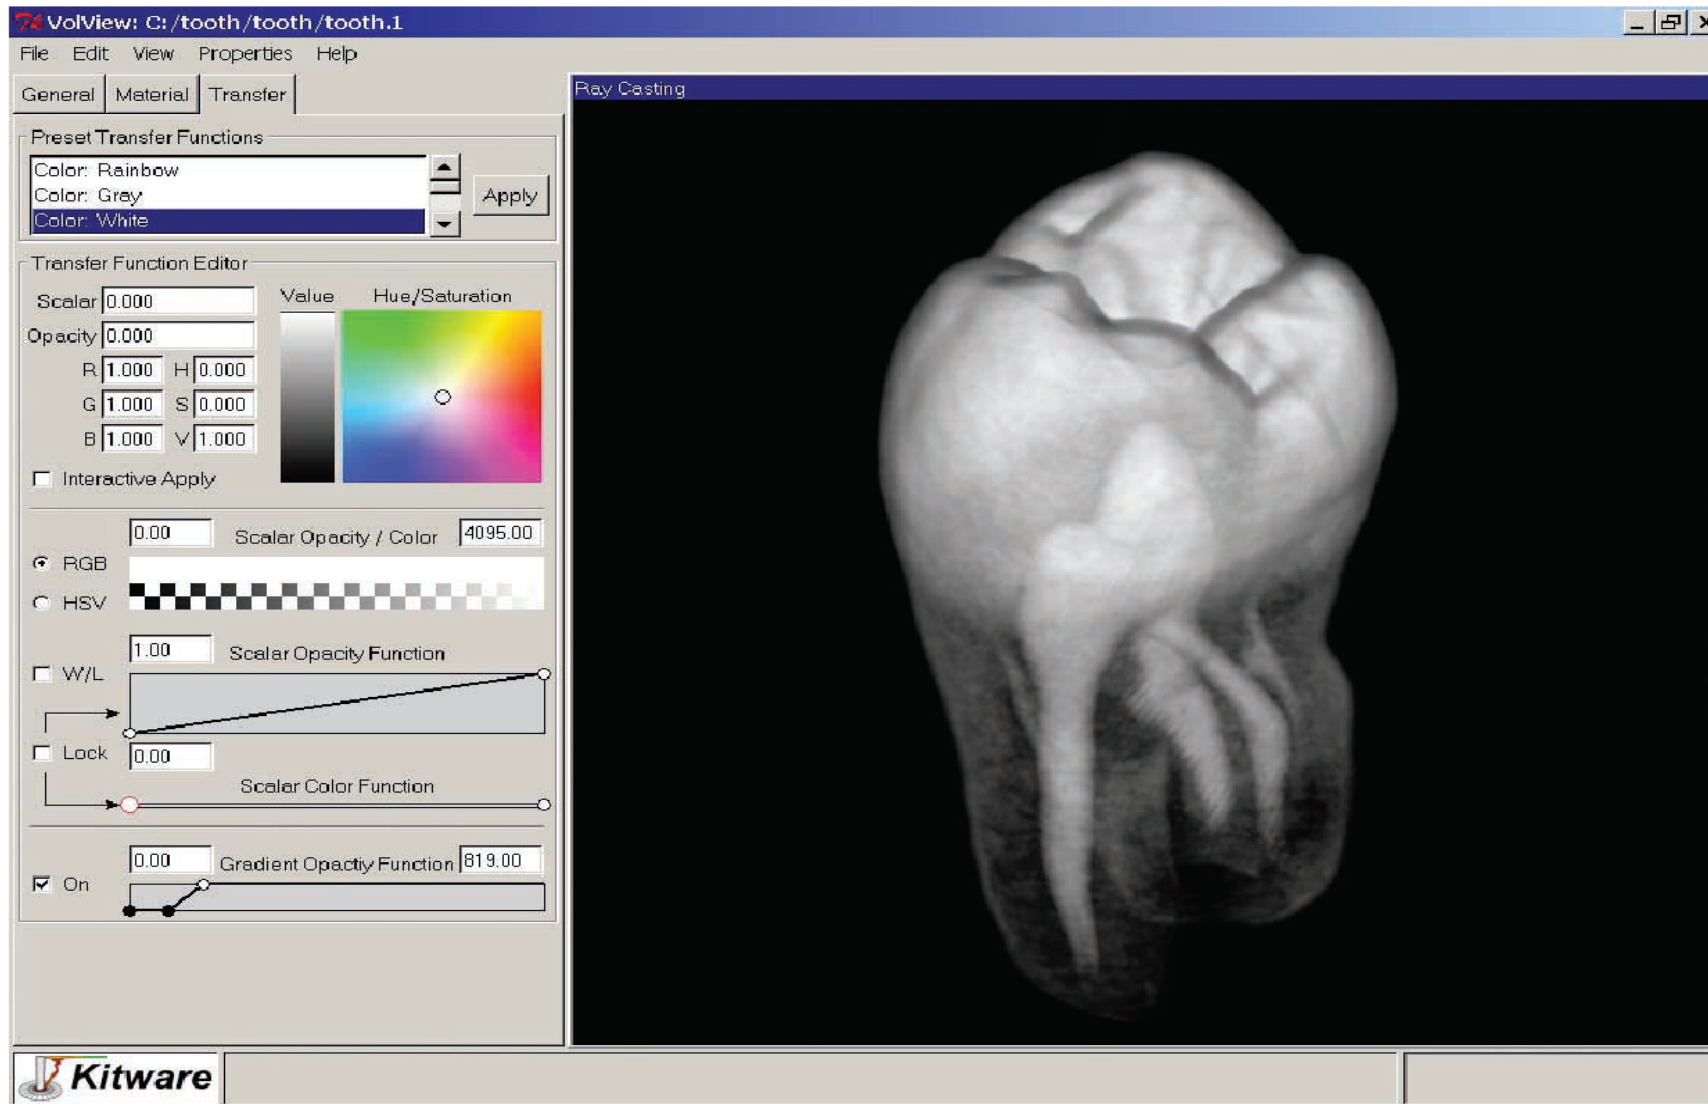 VolView: C:/tooth/tooth/tooth.1
File Edit View Properties Help
General Material Transfer
Ray Casting
Preset Transfer Functions
Color: Rainbow
Color: Gray
Color: White
Apply
Transfer Function Editor
Scalar 0.000
Value Hue/Saturation
Opacity 0.000
R 1.000 H 0.000
G 1.000 S 0.000
B 1.000 V 1.000
Interactive Apply
0.00 Scalar Opacity / Color 4095.00
RGB
HSV
1.00 Scalar Opacity Function
W/L
Lock 0.00
Scalar Color Function
0.00 Gradient Opactiy Function 819.00
On
Kitware